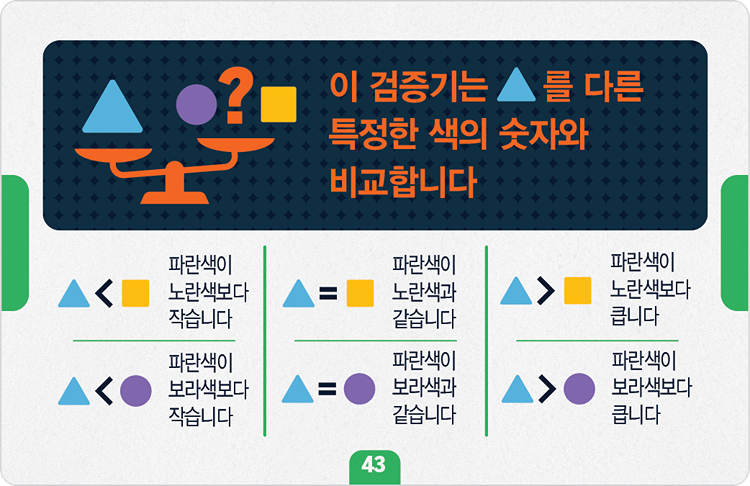 이 검증기는 를 다른
특정한 색의 숫자와
비교합니다
?
파란색이
노란색보다
작습니다
<
파란색이
노란색과
같습니다
=
파란색이
노란색보다
큽니다
>
파란색이
보라색보다
작습니다
<
파란색이
보라색과
같습니다
=
파란색이
보라색보다
큽니다
>
43